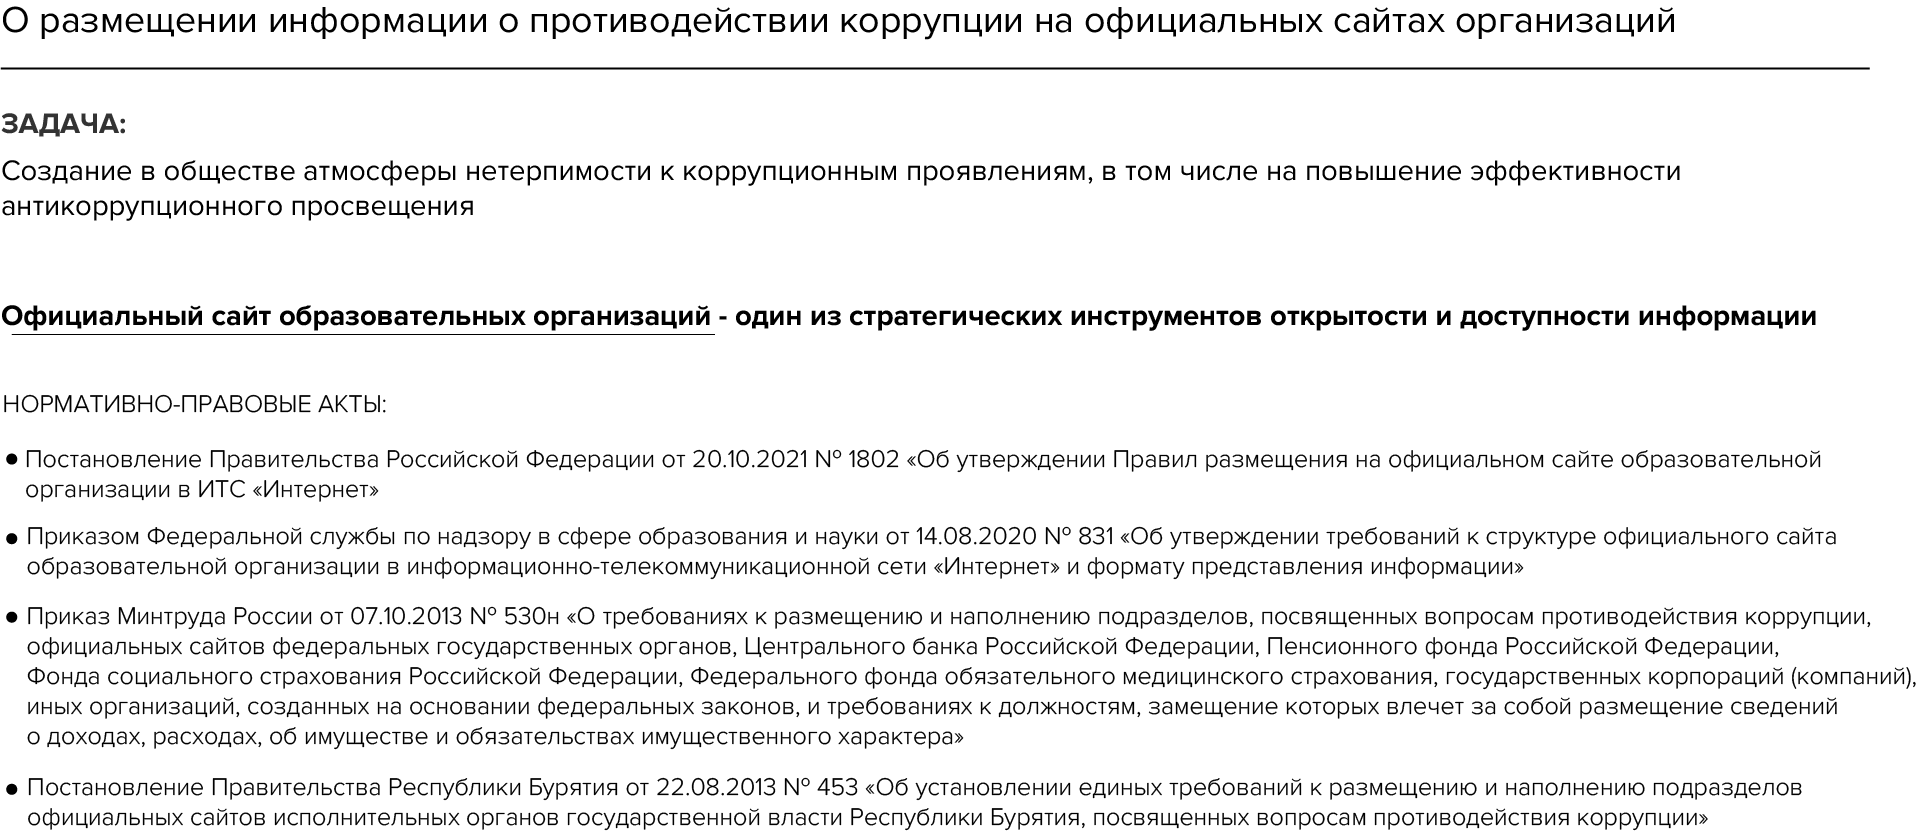 О размещении информации о противодействии коррупции на официальных сайтах организаций
ЗАДАЧА:
Создание в обществе атмосферы нетерпимости к коррупционным проявлениям, в том числе на повышение эффективности
антикоррупционного просвещения
Официальный сайт образовательных организаций - один из стратегических инструментов открытости и доступности информации
НОРМАТИВНО-ПРАВОВЫЕ АКТЫ:
● Постановление Правительства Российской Федерации от 20.10.2021 № 1802 «Об утверждении Правил размещения на официальном сайте образовательной
организации в ИТС «Интернет»
● Приказом Федеральной службы по надзору в сфере образования и науки от 14.08.2020 № 831 «Об утверждении требований к структуре официального сайта
образовательной организации в информационно-телекоммуникационной сети «Интернет» и формату представления информации»
● Приказ Минтруда России от 07.10.2013 № 530н «О требованиях к размещению и наполнению подразделов, посвященных вопросам противодействия коррупции,
официальных сайтов федеральных государственных органов, Центрального банка Российской Федерации, Пенсионного фонда Российской Федерации,
Фонда социального страхования Российской Федерации, Федерального фонда обязательного медицинского страхования, государственных корпораций (компаний),
иных организаций, созданных на основании федеральных законов, и требованиях к должностям, замещение которых влечет за собой размещение сведений
о доходах, расходах, об имуществе и обязательствах имущественного характера»
● Постановление Правительства Республики Бурятия от 22.08.2013 № 453 «Об установлении единых требований к размещению и наполнению подразделов
официальных сайтов исполнительных органов государственной власти Республики Бурятия, посвященных вопросам противодействия коррупции»